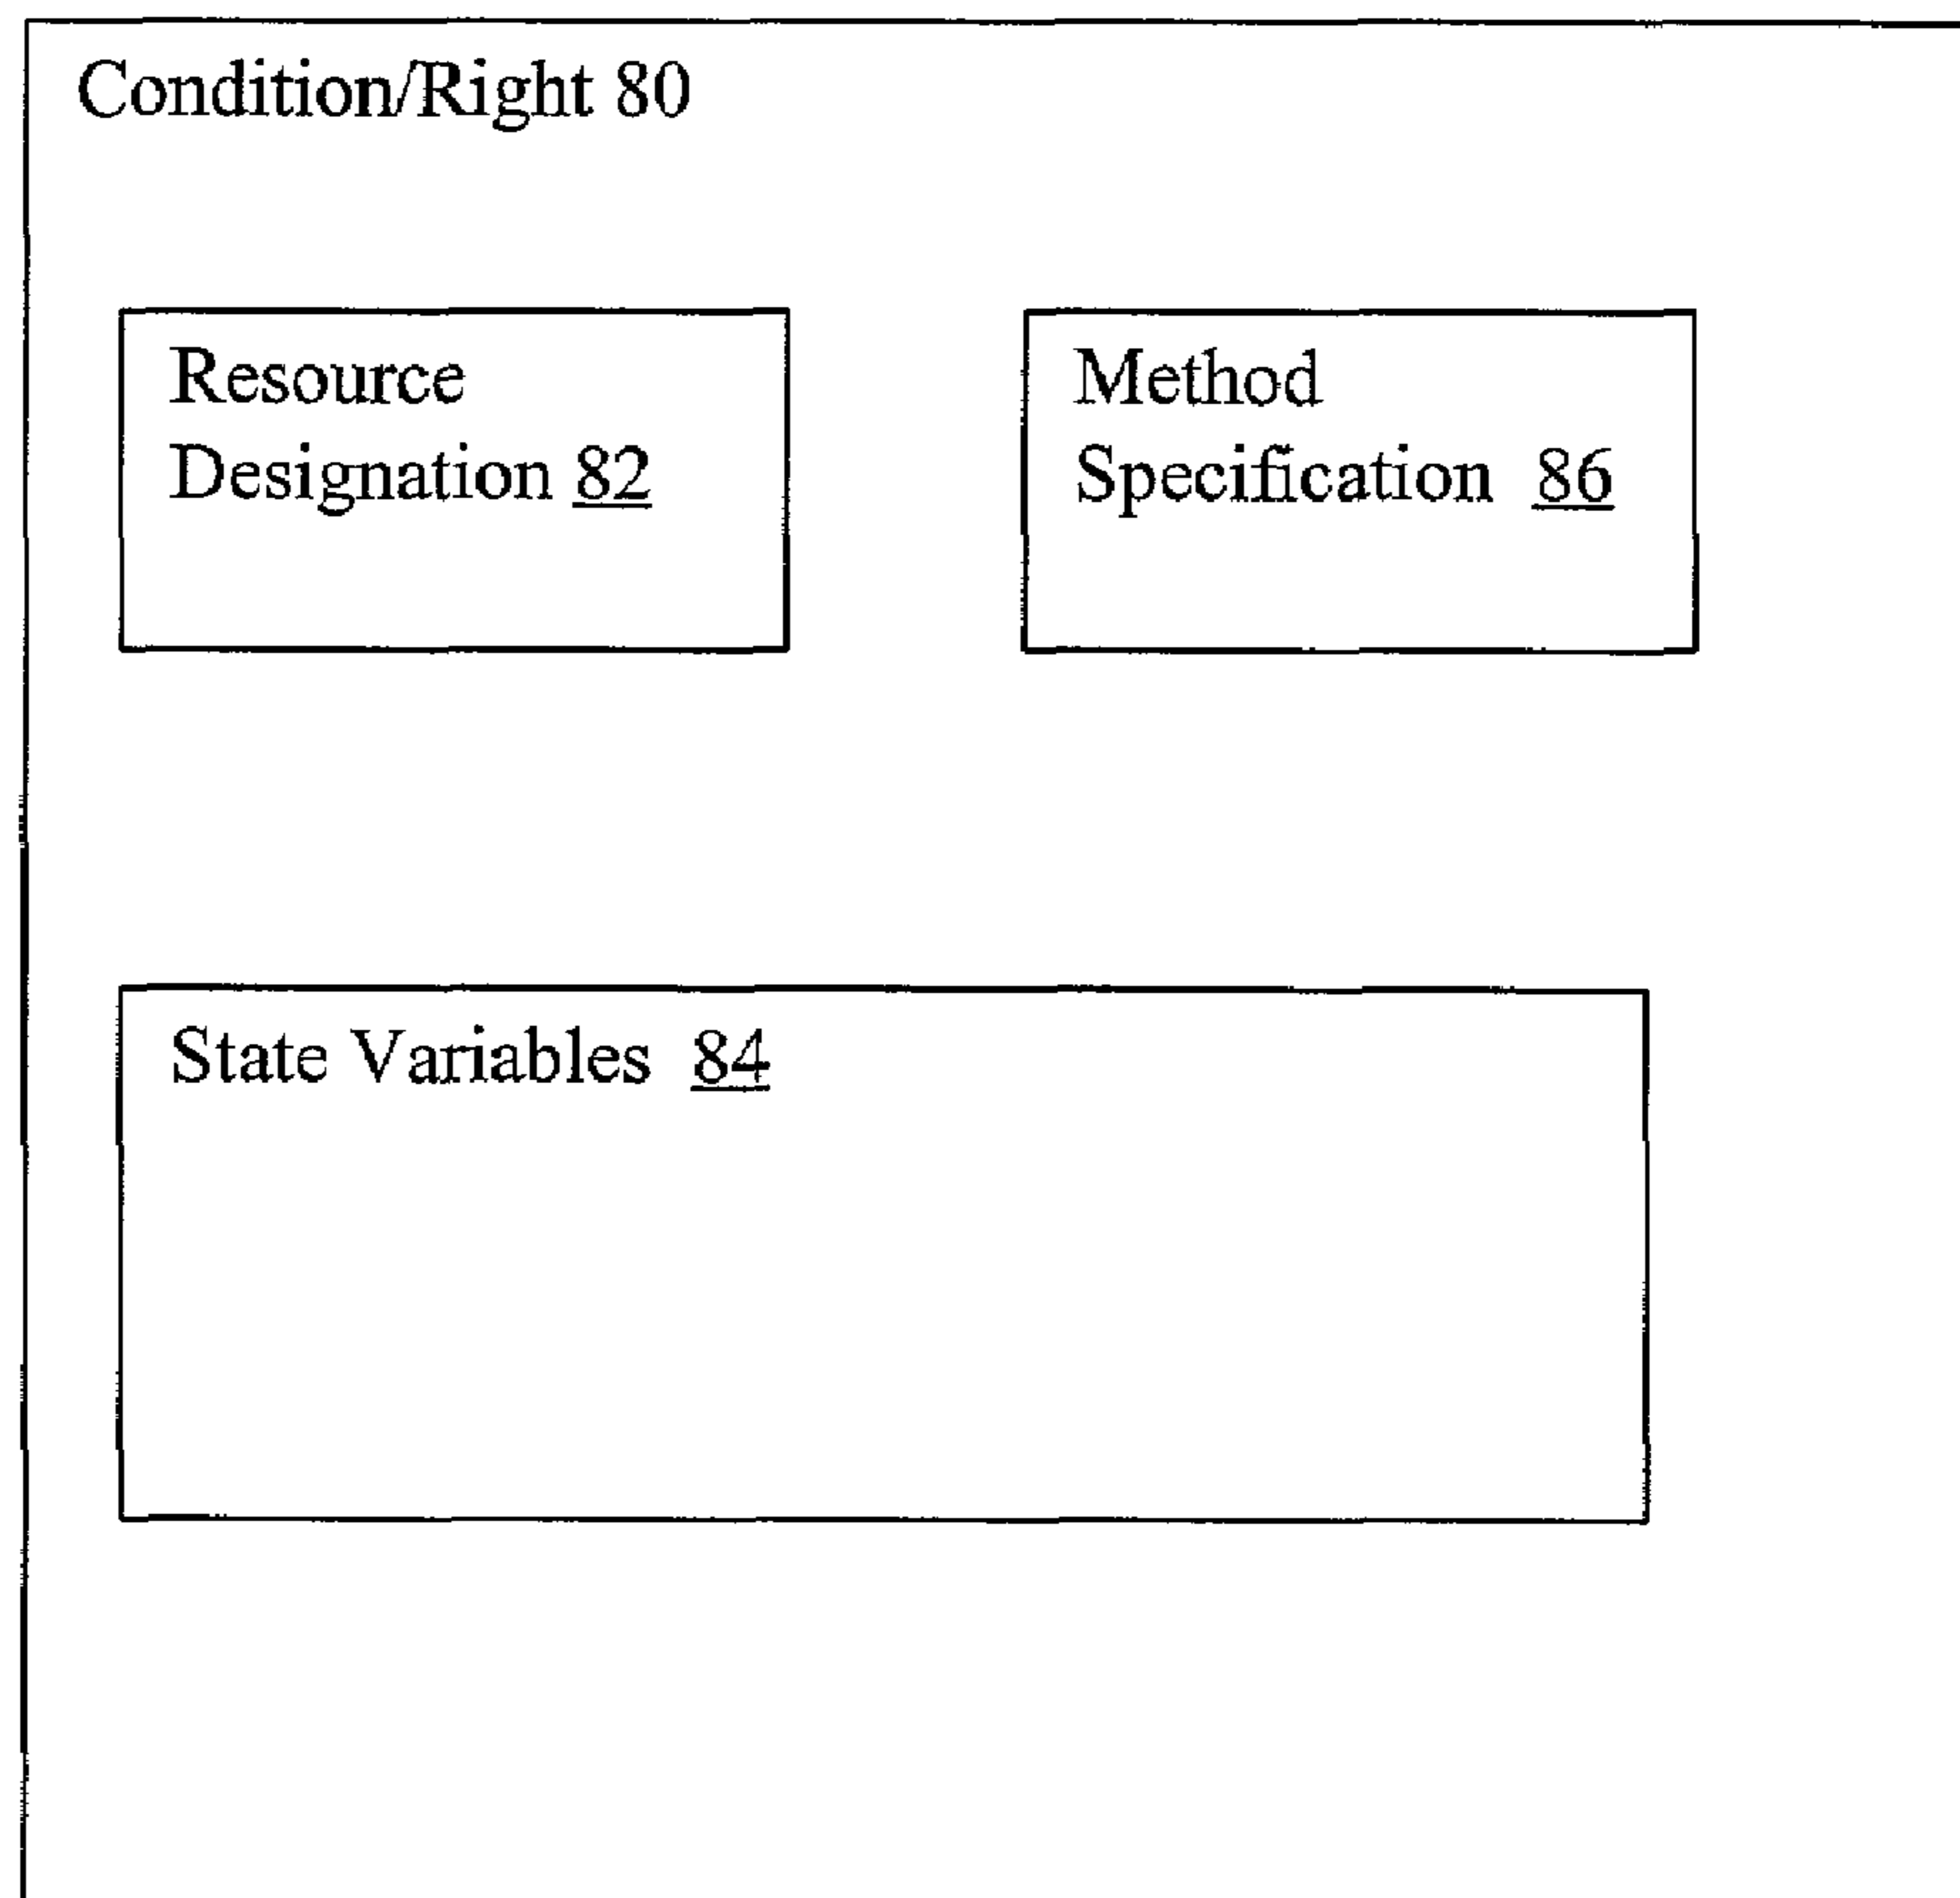 Condition/Right 80
Resource
Designation 82
Method
Specification 86
State Variables 84